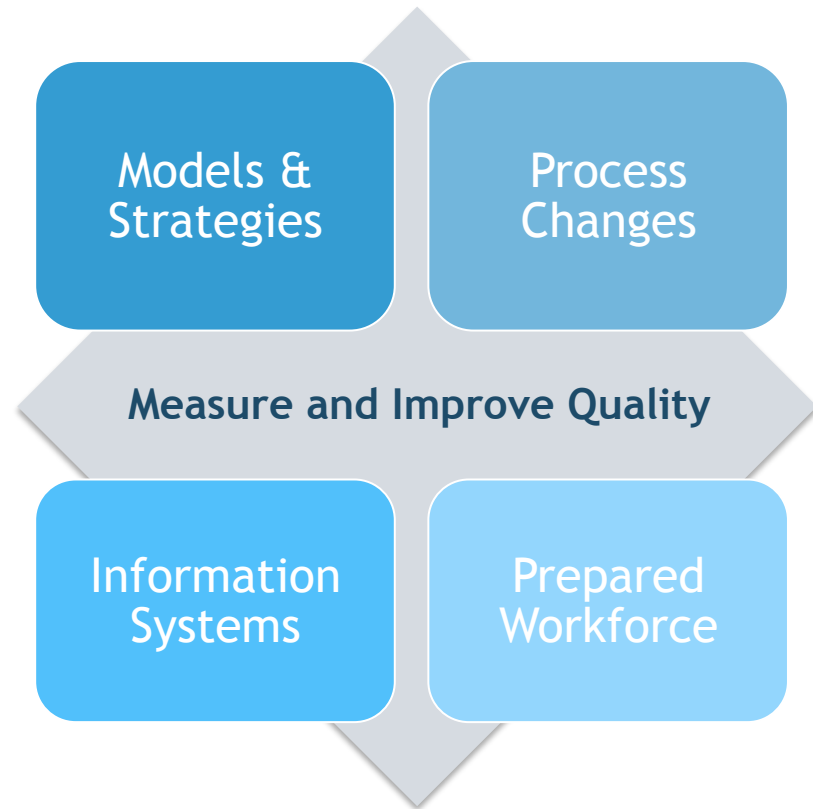 Models &
Strategies
Process
Changes
Measure and Improve Quality
Information
Systems
Prepared
Workforce